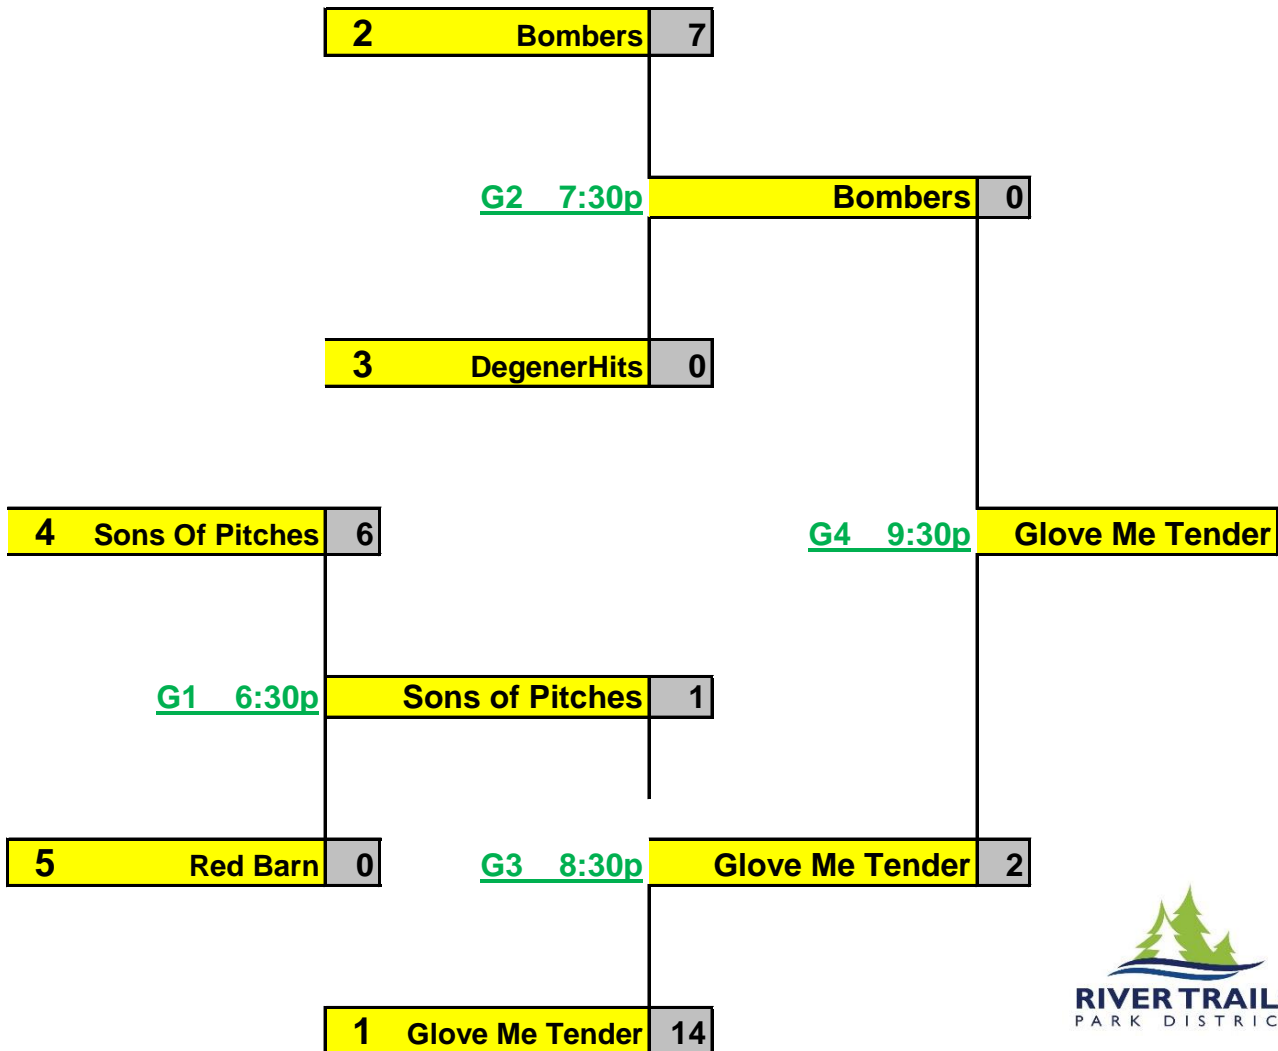 2 Bombers 7
G2 7:30p Bombers 0
3 DegenerHits 0
4 Sons Of Pitches 6
G4 9:30p Glove Me Tender
G1 6:30p Sons of Pitches 1
5 Red Barn 0
G3 8:30p Glove Me Tender 2
1 Glove Me Tender 14
RIVER TRAIL
PARK DISTRIC